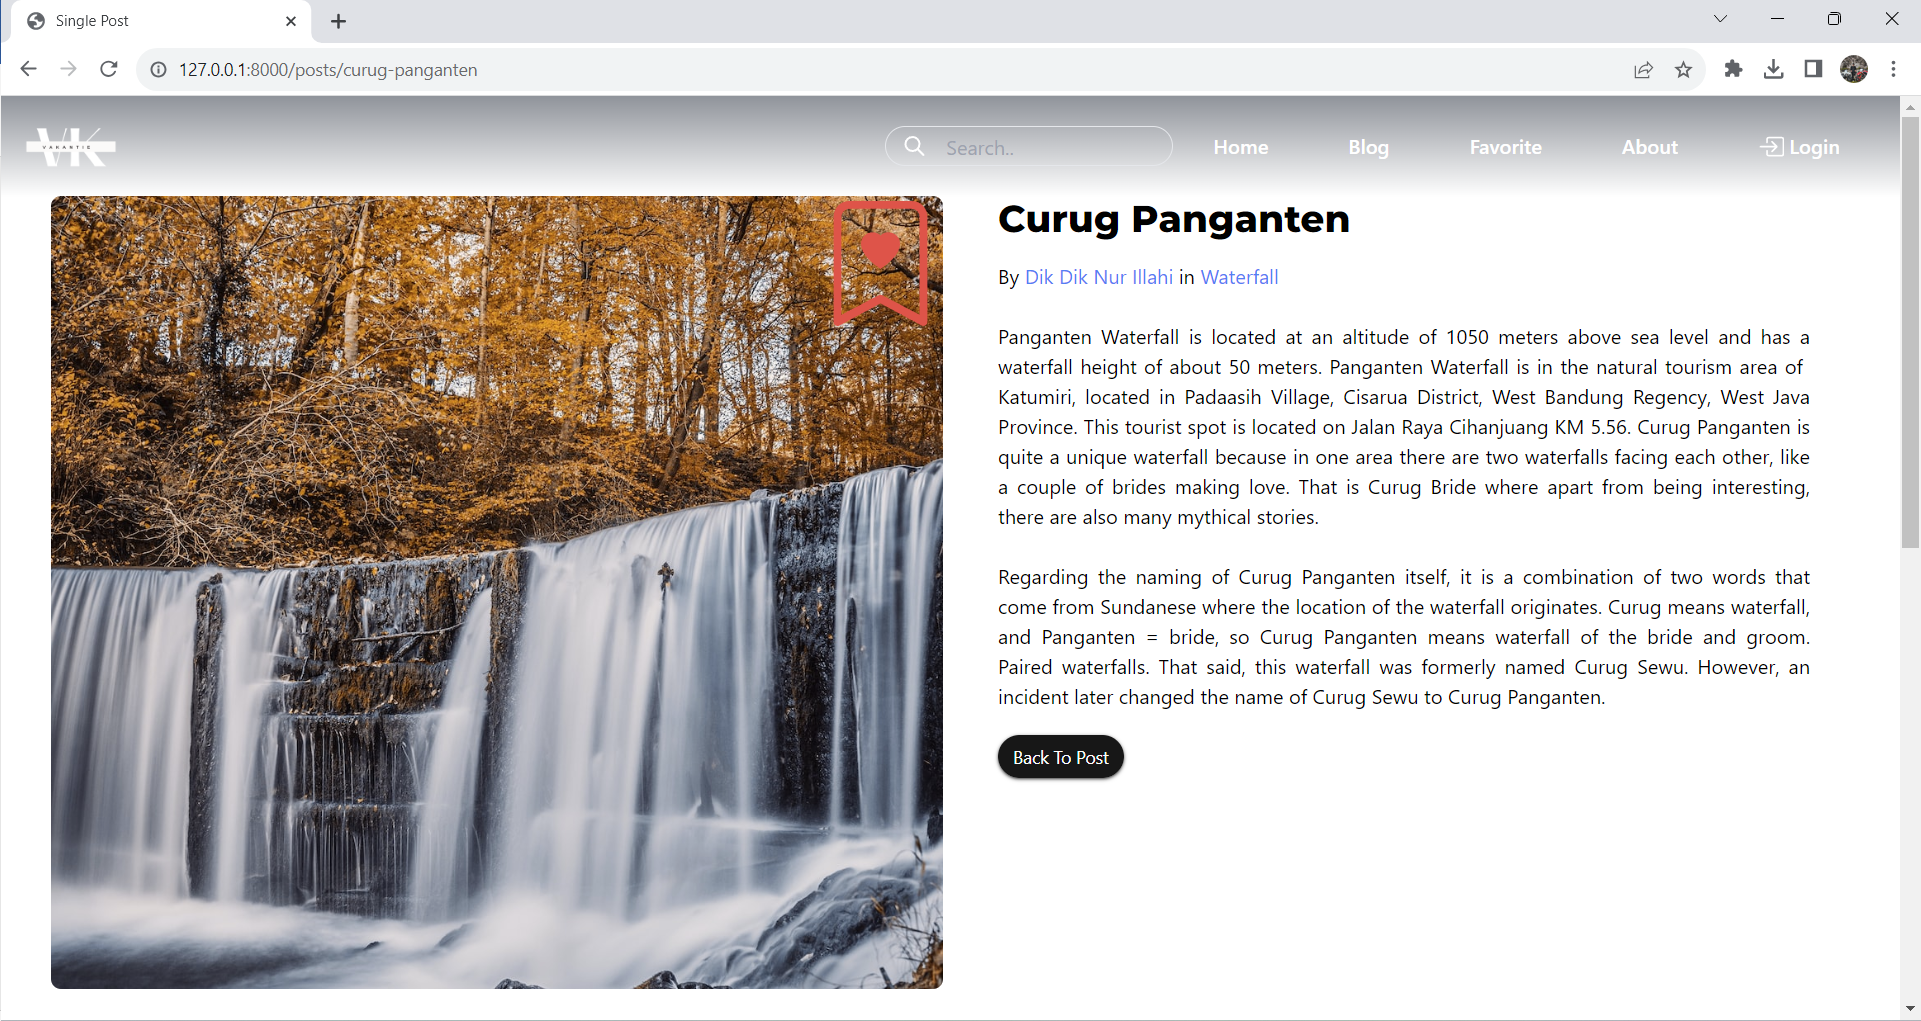 Single Post
127.0.0.1:8000/posts/curug-panganten
VK
VAKANTIE
Search..
Home
Blog
Favorite
About
Login
Curug Panganten
By Dik Dik Nur Illahi in Waterfall
Panganten Waterfall is located at an altitude of 1050 meters above sea level and has a
waterfall height of about 50 meters. Panganten Waterfall is in the natural tourism area of
Katumiri, located in Padaasih Village, Cisarua District, West Bandung Regency, West Java
Province. This tourist spot is located on Jalan Raya Cihanjuang KM 5.56. Curug Panganten is
quite a unique waterfall because in one area there are two waterfalls facing each other, like
a couple of brides making love. That is Curug Bride where apart from being interesting,
there are also many mythical stories.
Regarding the naming of Curug Panganten itself, it is a combination of two words that
come from Sundanese where the location of the waterfall originates. Curug means waterfall,
and Panganten = bride, so Curug Panganten means waterfall of the bride and groom.
Paired waterfalls. That said, this waterfall was formerly named Curug Sewu. However, an
incident later changed the name of Curug Sewu to Curug Panganten.
Back To Post